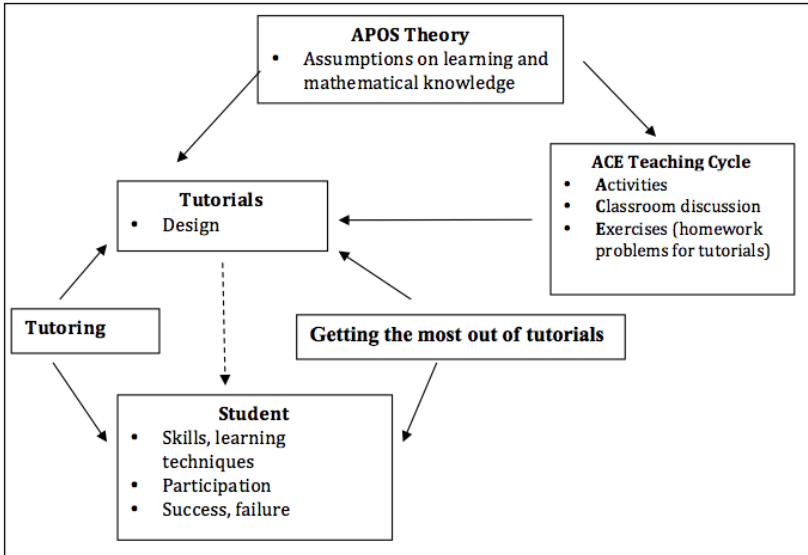 APOS Theory
• Assumptions on learning and
mathematical knowledge
ACE Teaching Cycle
• Activities
• Classroom discussion
• Exercises (homework
problems for tutorials)
Tutorials
• Design
Tutoring
Getting the most out of tutorials
Student
• Skills, learning
techniques
• Participation
• Success, failure